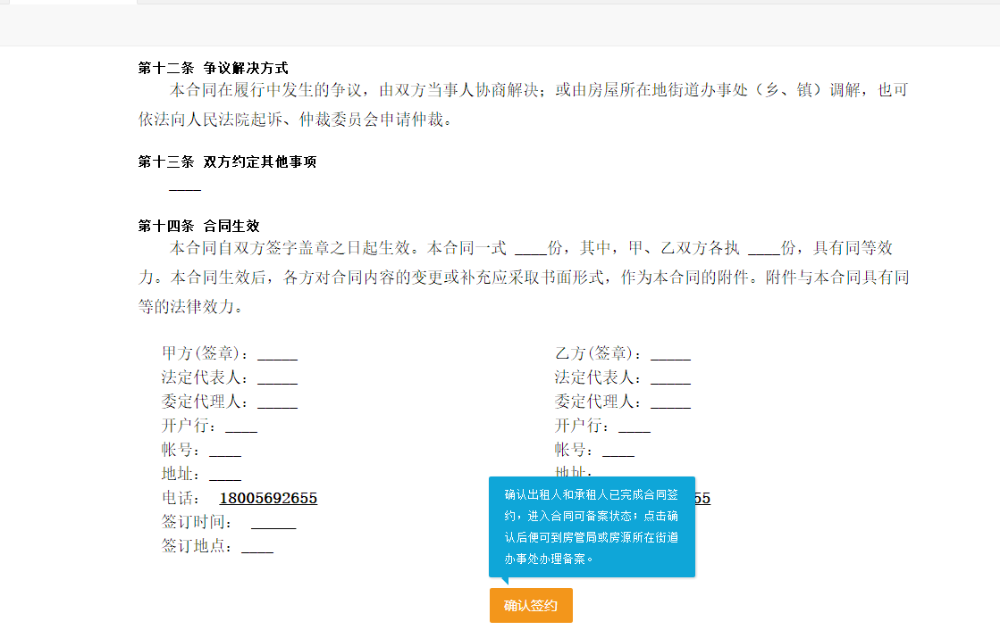 第十二条 争议解决方式
本合同在履行中发生的争议，由双方当事人协商解决；或由房屋所在地街道办事处（乡、镇）调解，也可
依法向人民法院起诉、仲裁委员会申请仲裁。
第十三条 双方约定其他事项
____
第十四条 合同生效
本合同自双方签字盖章之日起生效。本合同一式 ____份，其中，甲、乙双方各执 ____份，具有同等效
力。本合同生效后，各方对合同内容的变更或补充应采取书面形式，作为本合同的附件。附件与本合同具有同
等的法律效力。
甲方(签章)：_____
法定代表人：_____
委定代理人：_____
开户行：____
帐号：____
地址：____
电话： 18005692655
签订时间： _____
签订地点：____
乙方(签章)：_____
法定代表人：_____
委定代理人：_____
开户行：____
帐号：____
地址：
55
确认出租人和承租人已完成合同签
约，进入合同可备案状态；点击确
认后便可到房管局或房源所在街道
办事处办理备案。
确认签约